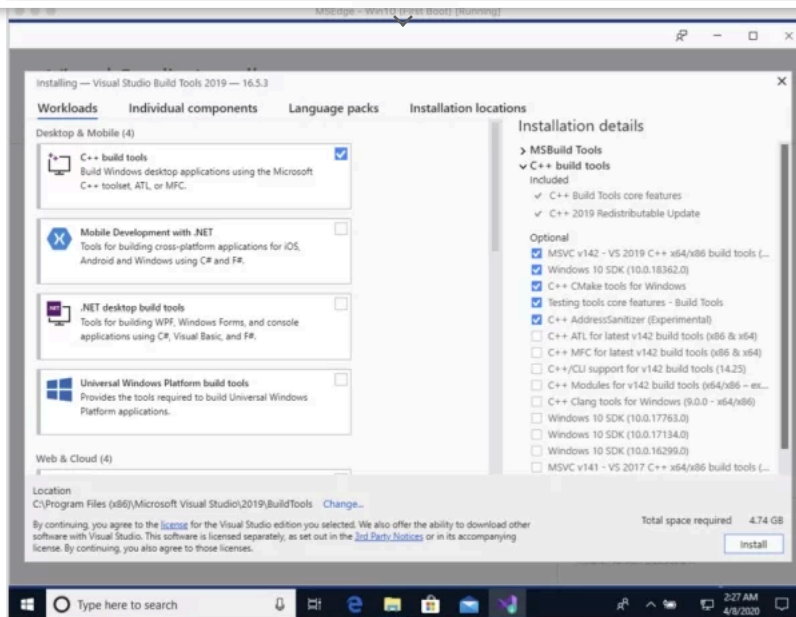 MSEdge - Win10 (First Boot) [Running]
Installing — Visual Studio Build Tools 2019 — 16.5.3
Workloads Individual components Language packs Installation locations
Desktop & Mobile (4)
C++ build tools
Build Windows desktop applications using the Microsoft
C++ toolset, ATL, or MFC.
Mobile Development with .NET
Tools for building cross-platform applications for iOS,
Android and Windows using C# and F#.
.NET desktop build tools
Tools for building WPF, Windows Forms, and console
applications using C#, Visual Basic, and F#.
Universal Windows Platform build tools
Provides the tools required to build Universal Windows
Platform applications.
Web & Cloud (4)
Installation details
MSBuild Tools
C++ build tools
Included
C++ Build Tools core features
C++ 2019 Redistributable Update
Optional
MSVC v142 - VS 2019 C++ x64/x86 build tools (...
Windows 10 SDK (10.0.18362.0)
C++ CMake tools for Windows
Testing tools core features - Build Tools
C++ AddressSanitizer (Experimental)
C++ ATL for latest v142 build tools (x86 & x64)
C++ MFC for latest v142 build tools (x86 & x64)
C++/CLI support for v142 build tools (14.25)
C++ Modules for v142 build tools (x64/x86 – ex...
C++ Clang tools for Windows (9.0.0 - x64/x86)
Windows 10 SDK (10.0.17763.0)
Windows 10 SDK (10.0.17134.0)
Windows 10 SDK (10.0.16299.0)
MSVC v141 - VS 2017 C++ x64/x86 build tools (...
Location
C:\Program Files (x86)\Microsoft Visual Studio\2019\BuildTools Change...
By continuing, you agree to the license for the Visual Studio edition you selected. We also offer the ability to download other
software with Visual Studio. This software is licensed separately, as set out in the 3rd Party Notices or in its accompanying
license. By continuing, you also agree to those licenses.
Total space required 4.74 GB
Install
Type here to search
2:27 AM
4/8/2020